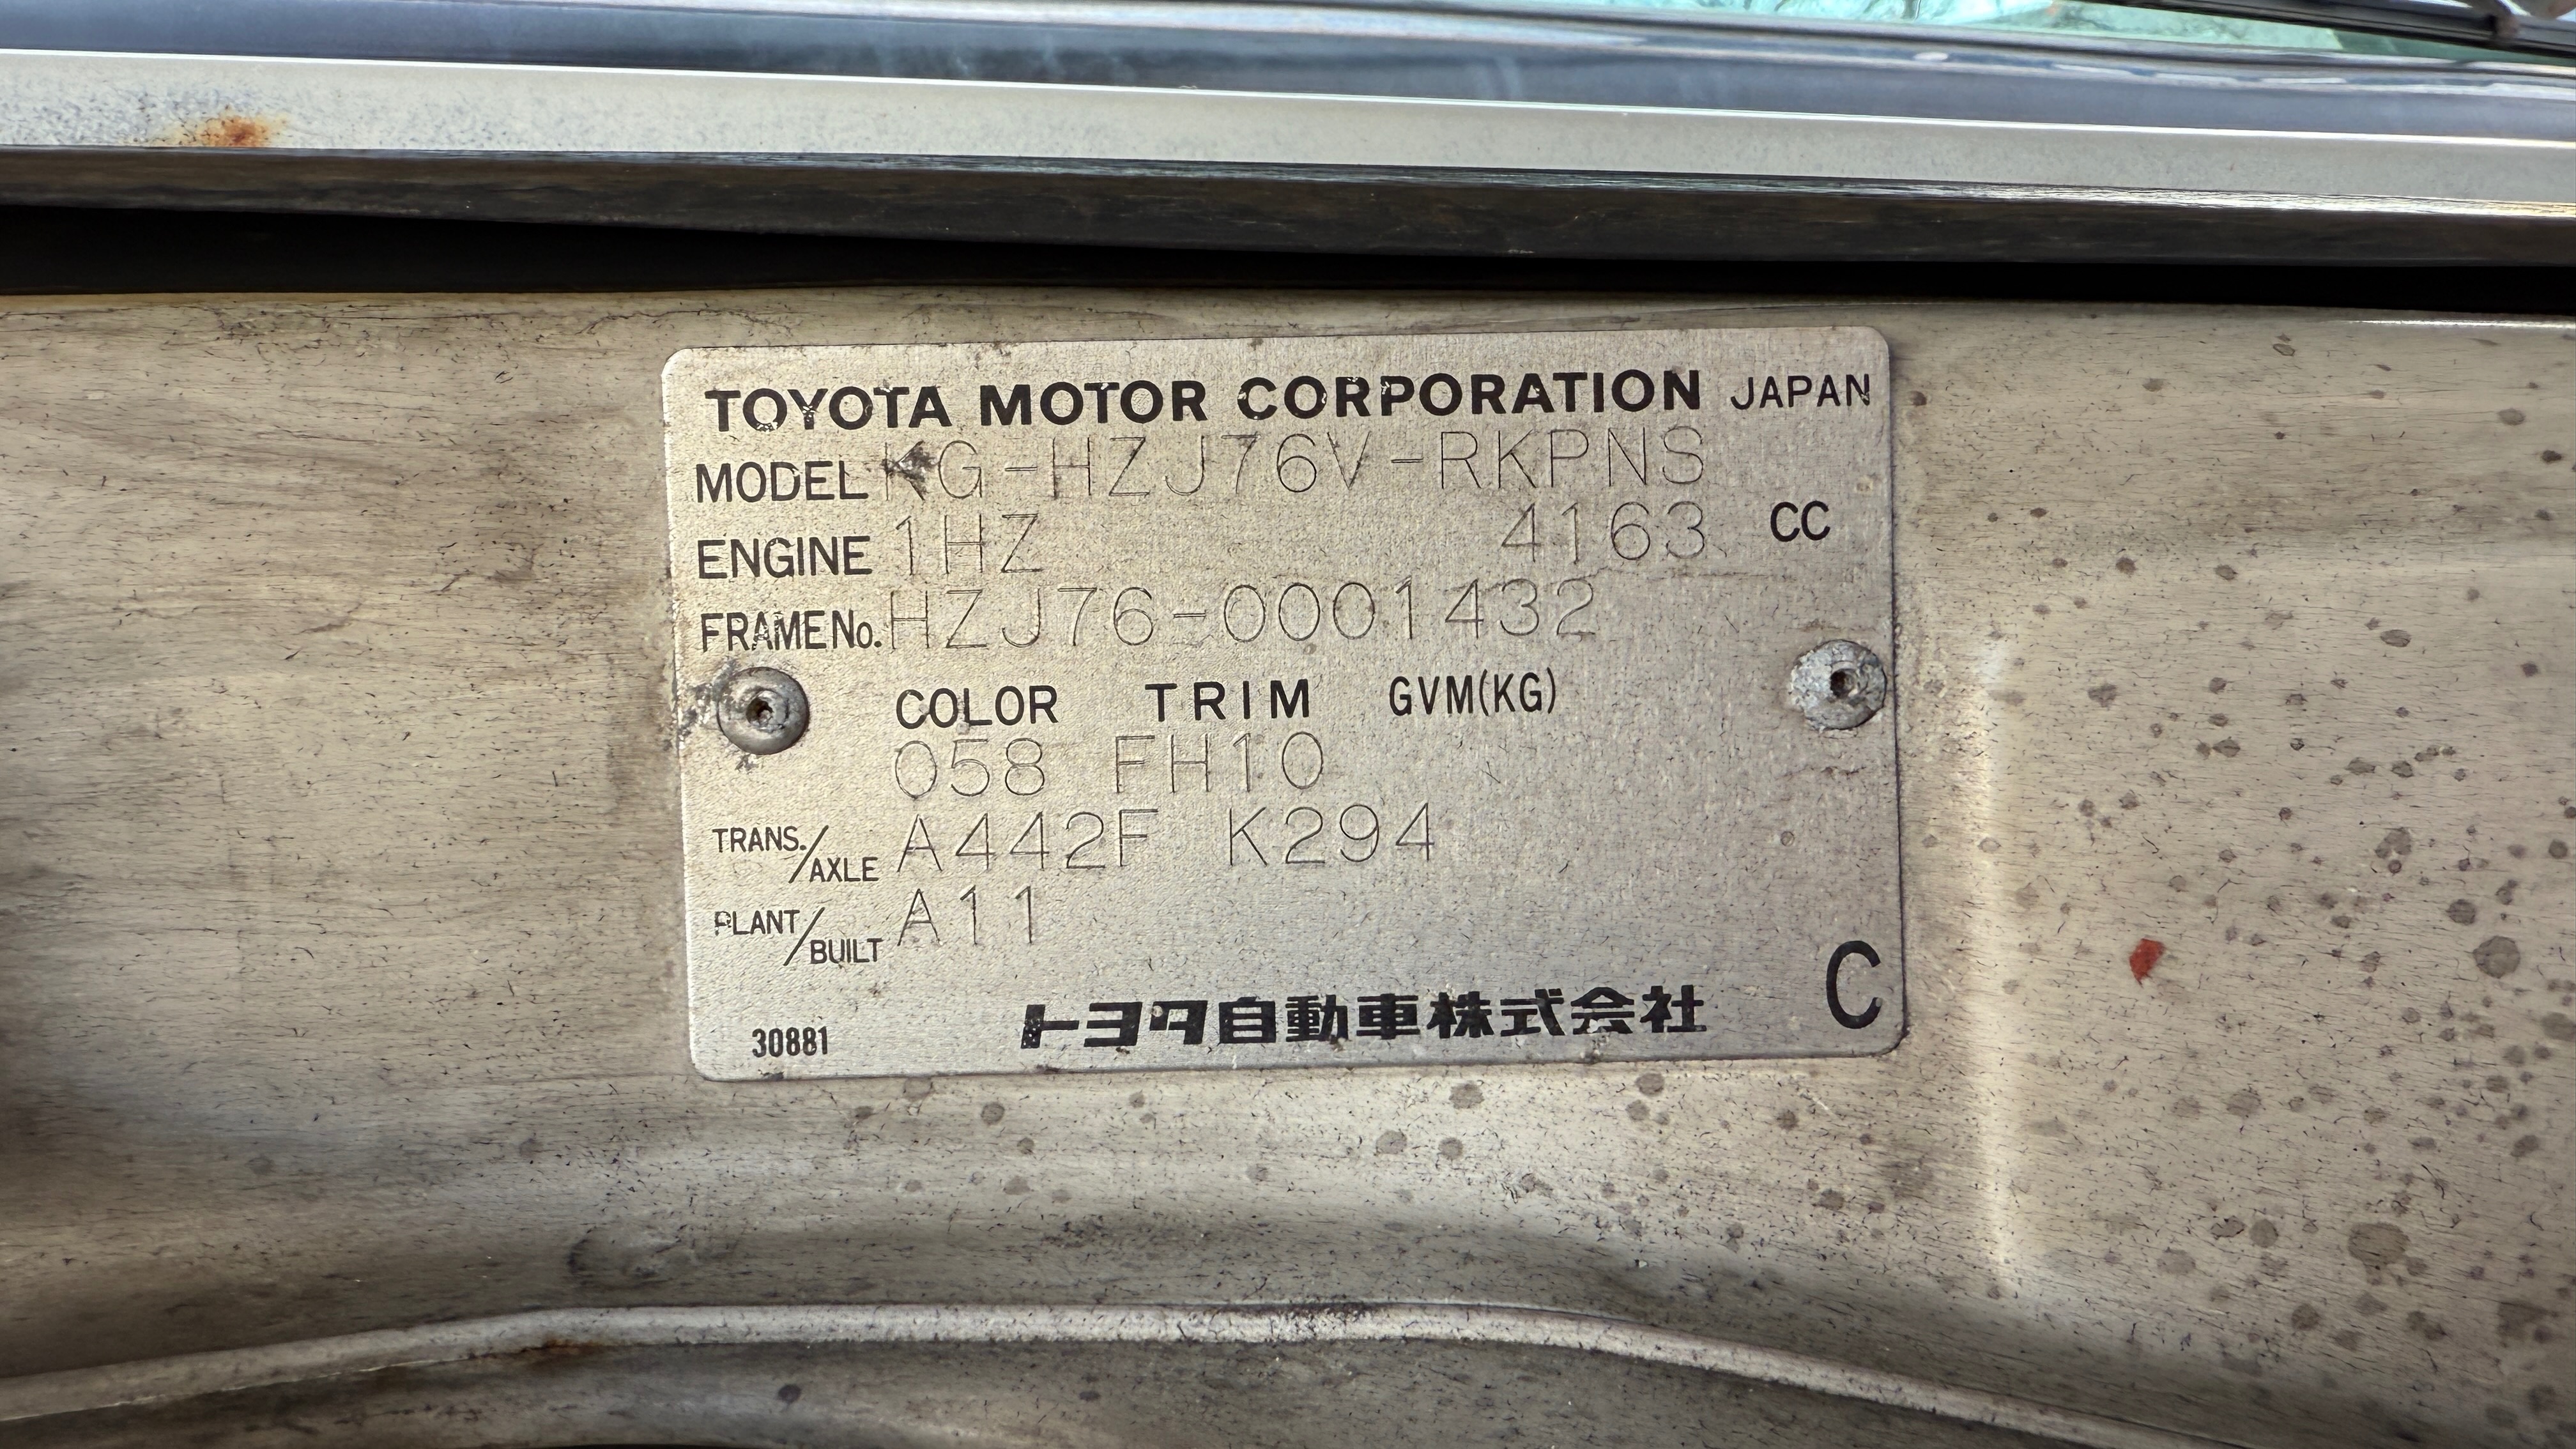 TOYOTA MOTOR CORPORATION JAPAN
MODEL KG-HZJ76V-RKPNS
ENGINE 1HZ 4163 CC
FRAME No. HZJ76-0001432
COLOR TRIM GVM(KG)
058 FH10
TRANS./AXLE A442F K294
PLANT/BUILT A11
トヨタ自動車株式会社 C
30881